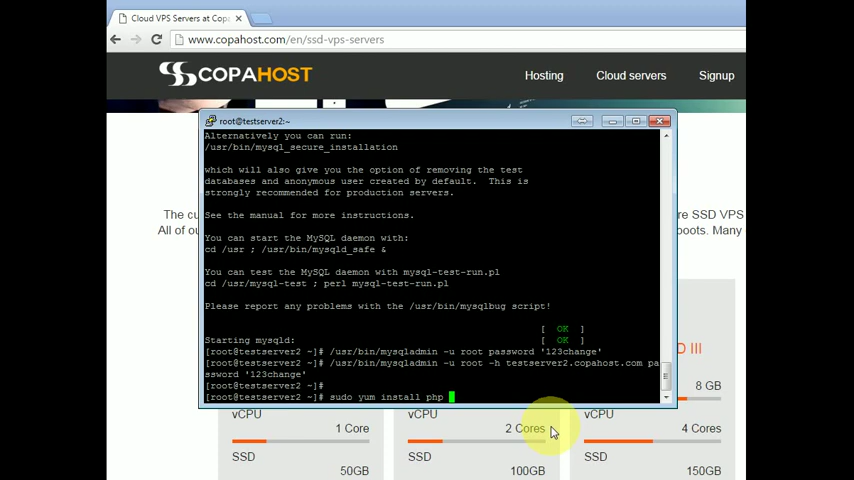 Cloud VPS Servers at Copa
www.copahost.com/en/ssd-vps-servers
COPAHOST
Hosting
Cloud servers
Signup
root@testserver2:~
Alternatively you can run:
/usr/bin/mysql_secure_installation
which will also give you the option of removing the test
databases and anonymous user created by default.  This is
strongly recommended for production servers.
See the manual for more instructions.
You can start the MySQL daemon with:
cd /usr ; /usr/bin/mysqld_safe &
You can test the MySQL daemon with mysql-test-run.pl
cd /usr/mysql-test ; perl mysql-test-run.pl
Please report any problems with the /usr/bin/mysqlbug script!
[  OK  ]
Starting mysqld: [  OK  ]
[root@testserver2 ~]# /usr/bin/mysqladmin -u root password '123change'
[root@testserver2 ~]# /usr/bin/mysqladmin -u root -h testserver2.copahost.com pa
ssword '123change'
[root@testserver2 ~]#
[root@testserver2 ~]# sudo yum install php
The cu
re SSD VPS
All of ou
boots. Many
D III
8 GB
vCPU
vCPU
vCPU
1 Core
2 Cores
4 Cores
SSD
SSD
SSD
50GB
100GB
150GB